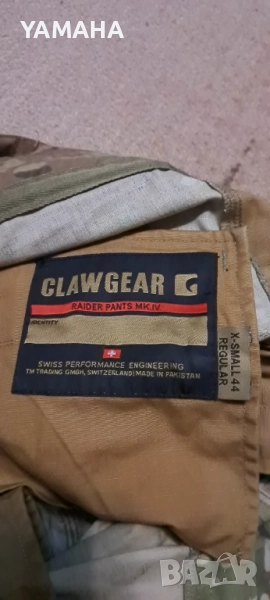 YAMAHA
CLAWGEAR G
RAIDER PANTS MK.IV
IDENTITY
SWISS PERFORMANCE ENGINEERING
TM TRADING GMBH, SWITZERLAND | MADE IN PAKISTAN
X-SMALL 44
REGULAR
BAZAR
.bg